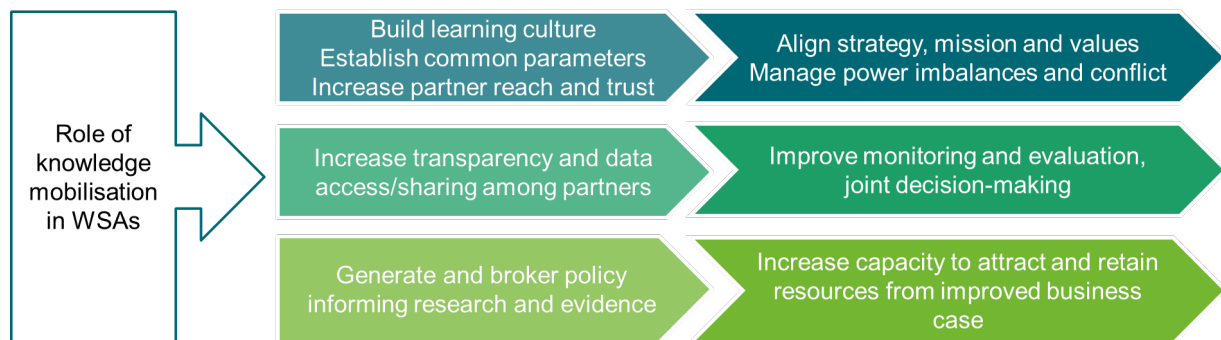 Role of
knowledge
mobilisation
in WSAs
Build learning culture
Establish common parameters
Increase partner reach and trust
Align strategy, mission and values
Manage power imbalances and conflict
Increase transparency and data
access/sharing among partners
Improve monitoring and evaluation,
joint decision-making
Generate and broker policy
informing research and evidence
Increase capacity to attract and retain
resources from improved business
case